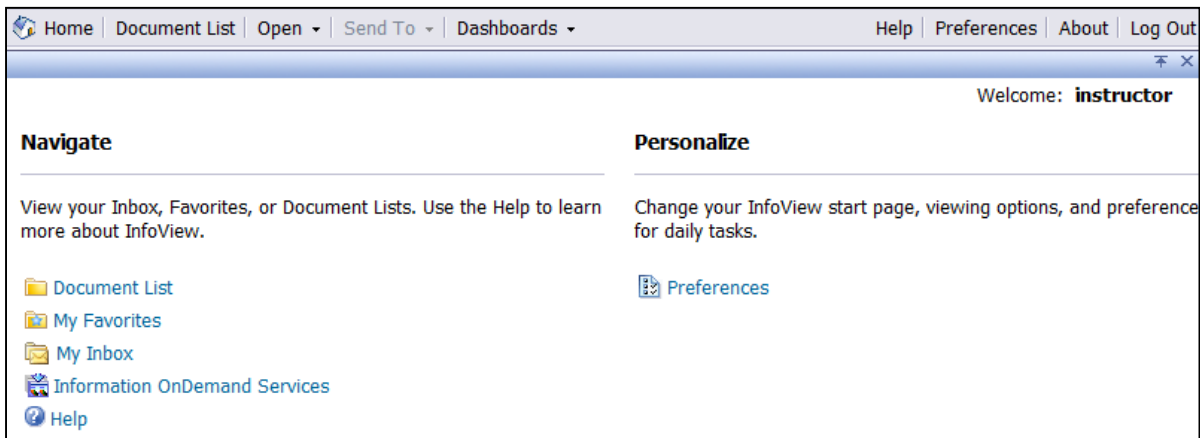 Home | Document List | Open | Send To | Dashboards Help | Preferences | About | Log Out
Welcome: instructor
Navigate
View your Inbox, Favorites, or Document Lists. Use the Help to learn
more about InfoView.
Document List
My Favorites
My Inbox
Information OnDemand Services
Help
Personalize
Change your InfoView start page, viewing options, and preference
for daily tasks.
Preferences